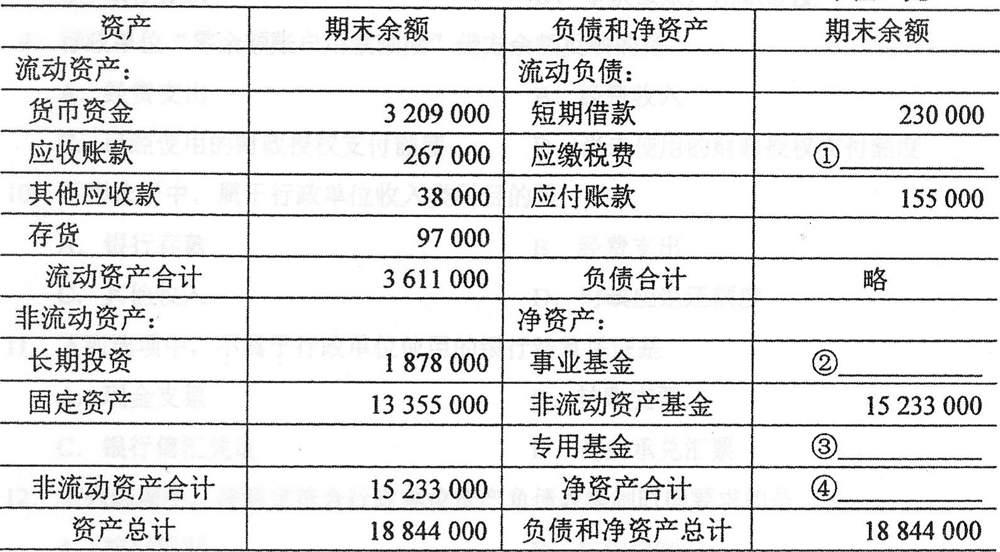 资产 期末余额 负债和净资产 期末余额
流动资产： 流动负债：
货币资金 3 209 000 短期借款 230 000
应收账款 267 000 应缴税费 ①
其他应收款 38 000 应付账款 155 000
存货 97 000
流动资产合计 3 611 000 负债合计 略
非流动资产： 净资产：
长期投资 1 878 000 事业基金 ②
固定资产 13 355 000 非流动资产基金 15 233 000
专用基金 ③
非流动资产合计 15 233 000 净资产合计 ④
资产总计 18 844 000 负债和净资产总计 18 844 000